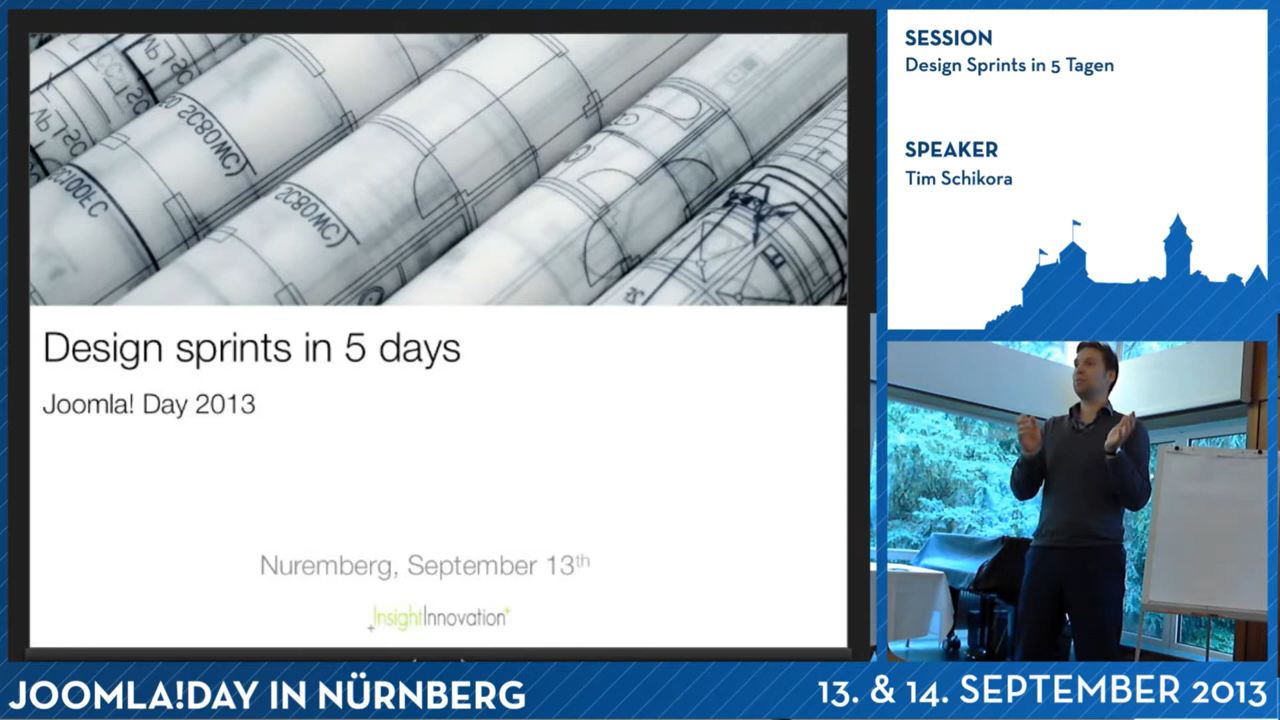 Design sprints in 5 days
Joomla! Day 2013
Nuremberg, September 13th
InsightInnovation
SESSION
Design Sprints in 5 Tagen
SPEAKER
Tim Schikora
JOOMLA!DAY IN NÜRNBERG
13. & 14. SEPTEMBER 2013